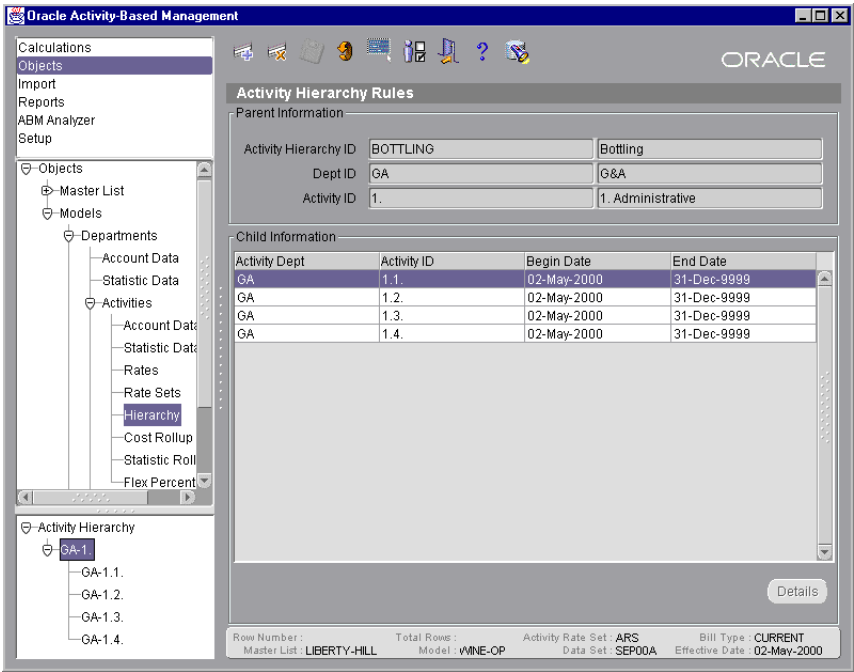 Oracle Activity-Based Management
Calculations
Objects
Import
Reports
ABM Analyzer
Setup
Objects
Master List
Models
Departments
Account Data
Statistic Data
Activities
Account Data
Statistic Data
Rates
Rate Sets
Hierarchy
Cost Rollup
Statistic Roll
Flex Percent
Activity Hierarchy
GA-1.
GA-1.1.
GA-1.2.
GA-1.3.
GA-1.4.
ORACLE
Activity Hierarchy Rules
Parent Information
Activity Hierarchy ID BOTTLING Bottling
Dept ID GA G&A
Activity ID 1. 1. Administrative
Child Information
Activity Dept Activity ID Begin Date End Date
GA 1.1. 02-May-2000 31-Dec-9999
GA 1.2. 02-May-2000 31-Dec-9999
GA 1.3. 02-May-2000 31-Dec-9999
GA 1.4. 02-May-2000 31-Dec-9999
Details
Row Number : Total Rows : Activity Rate Set : ARS Bill Type : CURRENT
Master List : LIBERTY-HILL Model : WINE-OP Data Set : SEP00A Effective Date : 02-May-2000